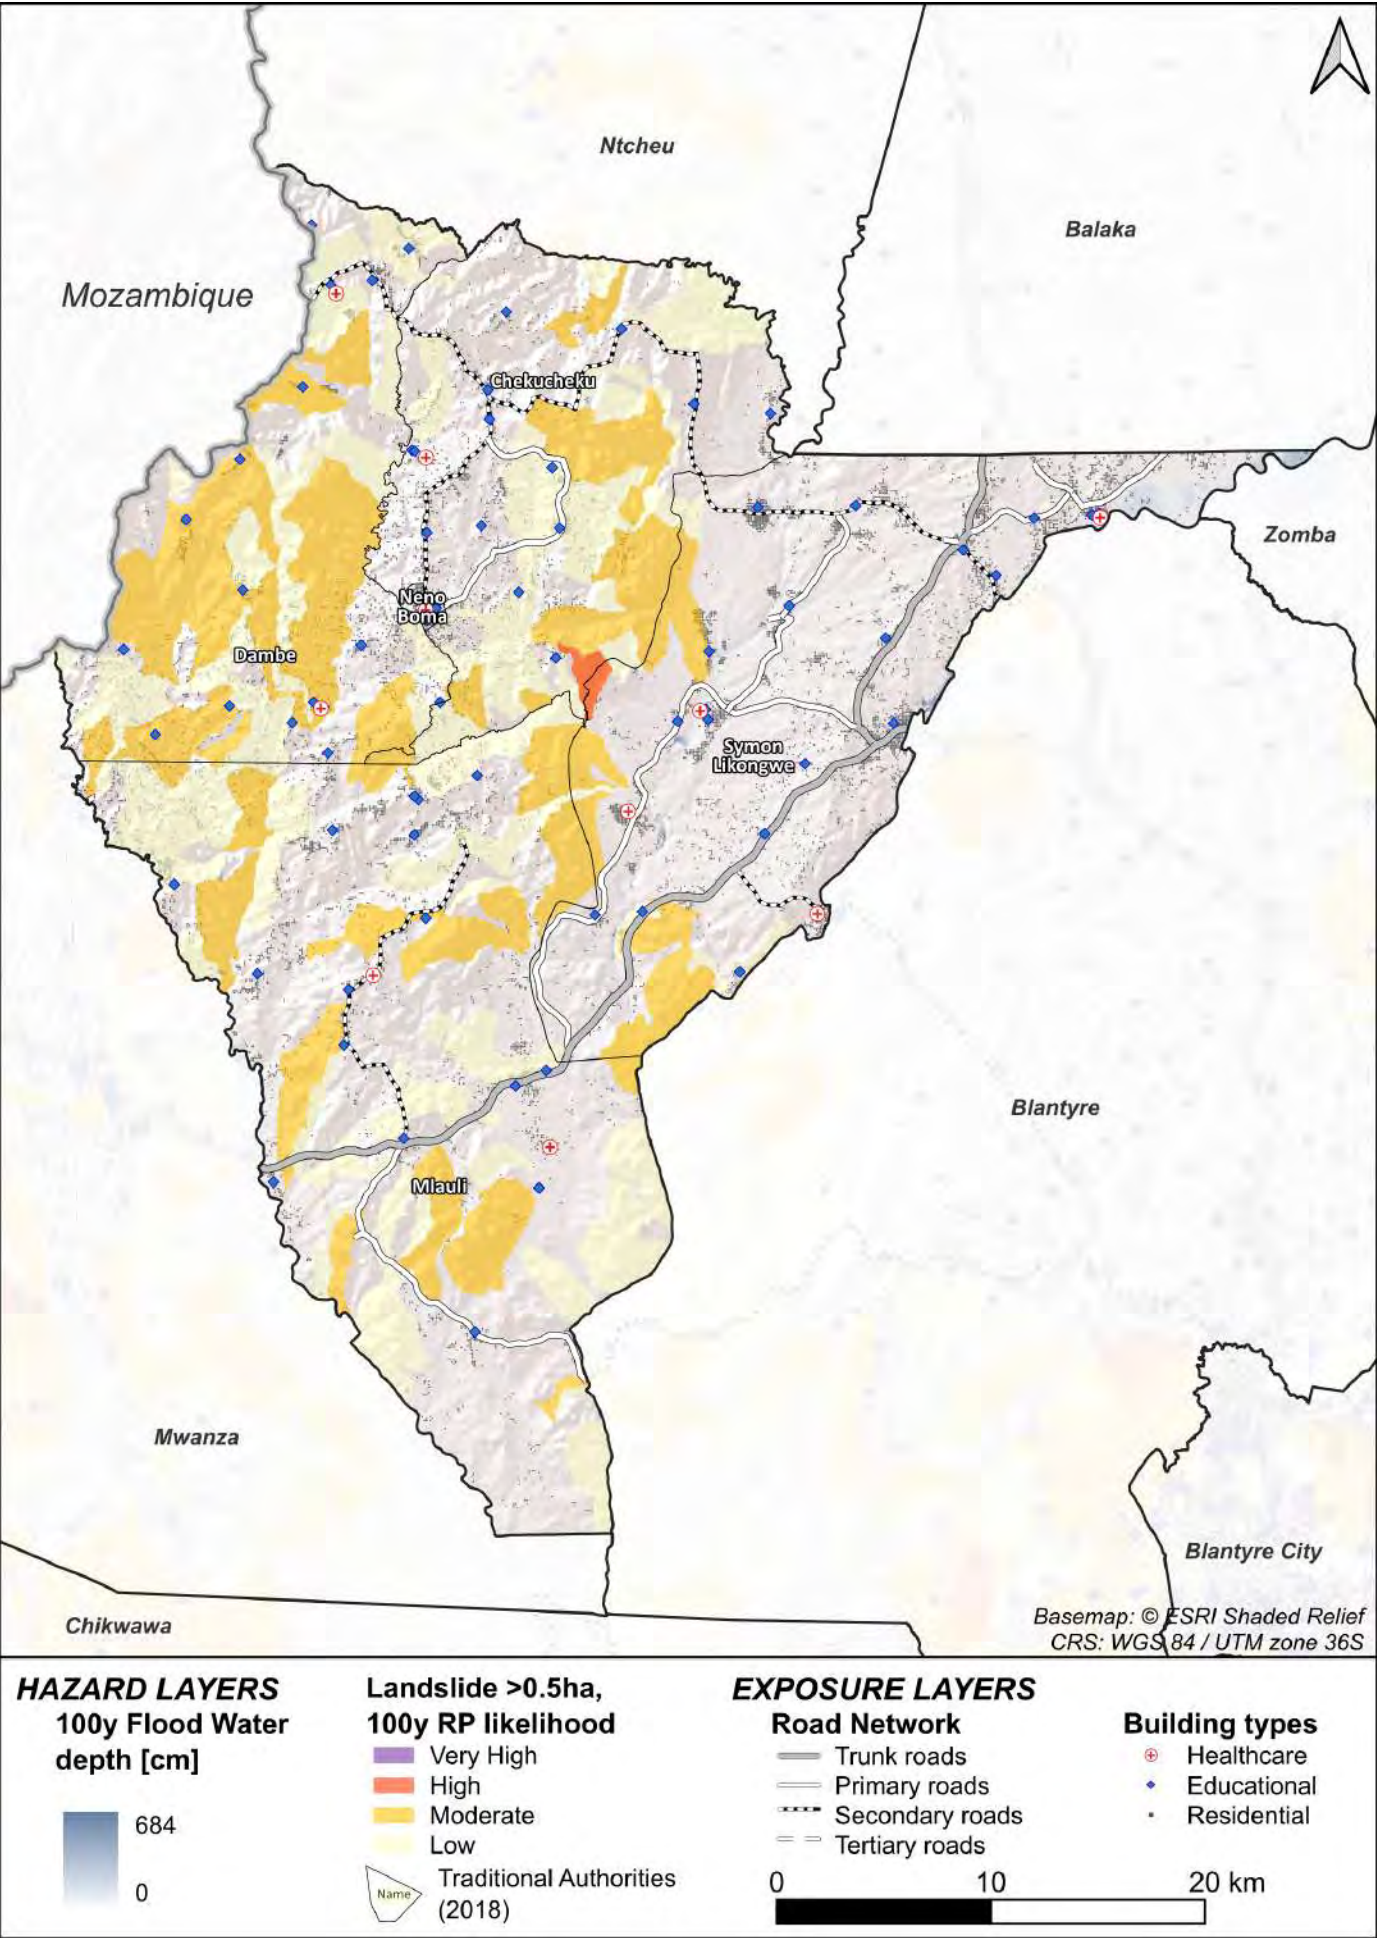 Ntcheu
Balaka
Mozambique
Chekucheku
Zomba
Neno
Boma
Dambe
Symon
Likongwe
Blantyre
Mlauli
Mwanza
Blantyre City
Chikwawa
Basemap: © ESRI Shaded Relief
CRS: WGS 84 / UTM zone 36S
HAZARD LAYERS
100y Flood Water
depth [cm]
684
0
Landslide >0.5ha,
100y RP likelihood
Very High
High
Moderate
Low
Name
Traditional Authorities
(2018)
EXPOSURE LAYERS
Road Network
Trunk roads
Primary roads
Secondary roads
Tertiary roads
Building types
Healthcare
Educational
Residential
0 10 20 km